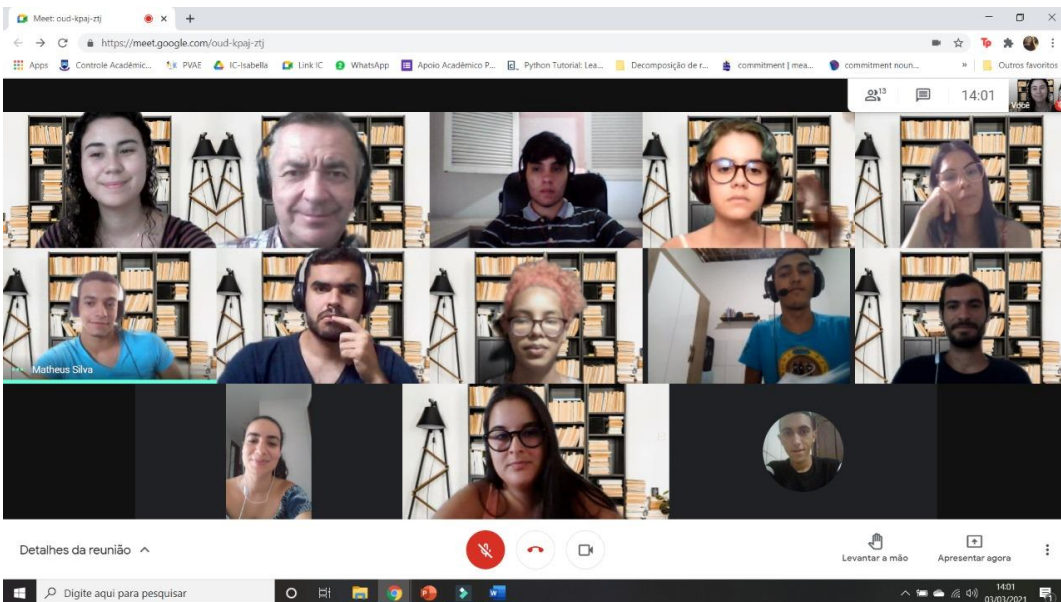 Meet: oud-kpaj-ztj
https://meet.google.com/oud-kpaj-ztj
Apps Controle Acadêmic... PVAE IC-Isabella Link IC WhatsApp Apoio Acadêmico P... Python Tutorial: Lea... Decomposição de r... commitment | mea... commitment noun... » Outros favoritos
13 14:01
Você
Matheus Silva
Detalhes da reunião
Levantar a mão Apresentar agora
Digite aqui para pesquisar
14:01
03/03/2021